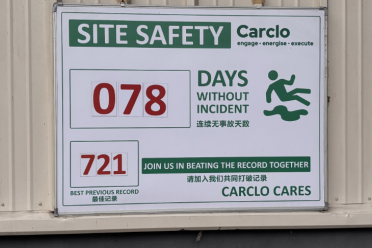 SITE SAFETY
Carclo
engage · energise · execute
078
DAYS
WITHOUT
INCIDENT
连续无事故天数
721
BEST PREVIOUS RECORD
最佳记录
JOIN US IN BEATING THE RECORD TOGETHER
请加入我们共同打破记录
CARCLO CARES